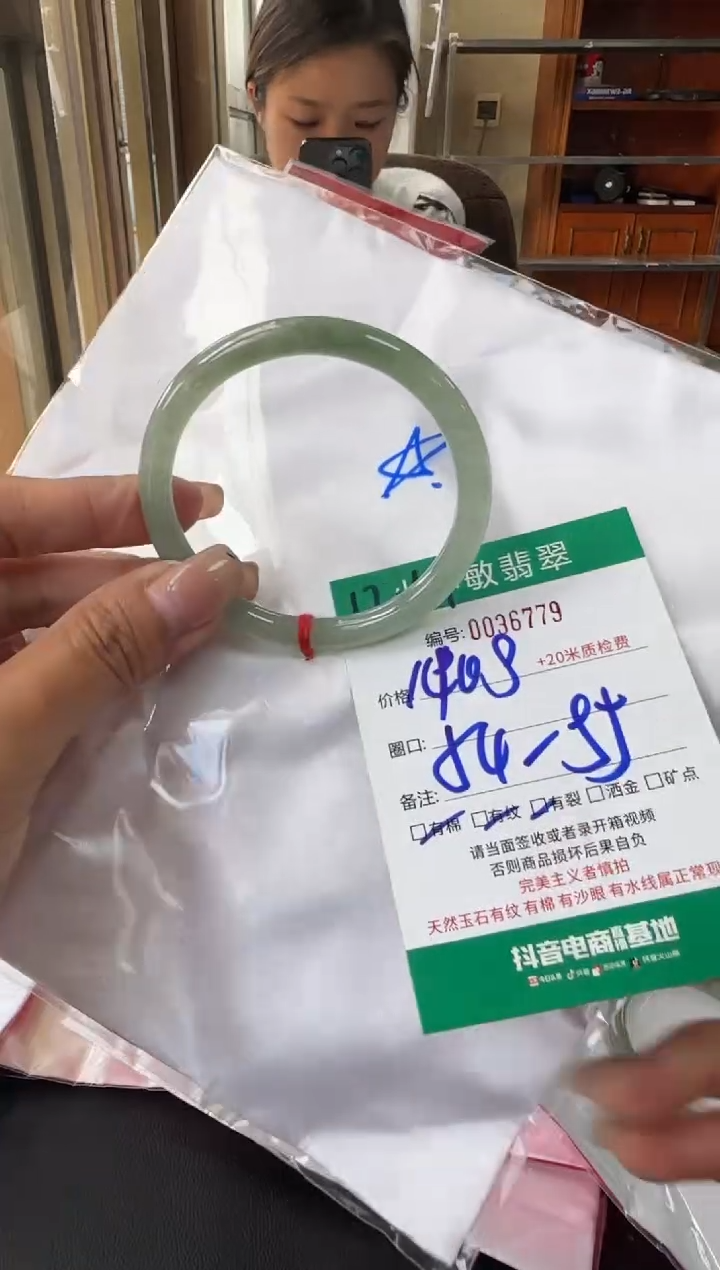 敏翡翠
编号:0036779
价格 1408 +20米质检费
圈口: 54-55
备注:
□有棉 □有纹 □有裂 □洒金 □矿点
请当面签收或者录开箱视频
否则商品损坏后果自负
完美主义者慎拍
天然玉石有纹有棉有沙眼有水线属正常现
抖音电商直播基地